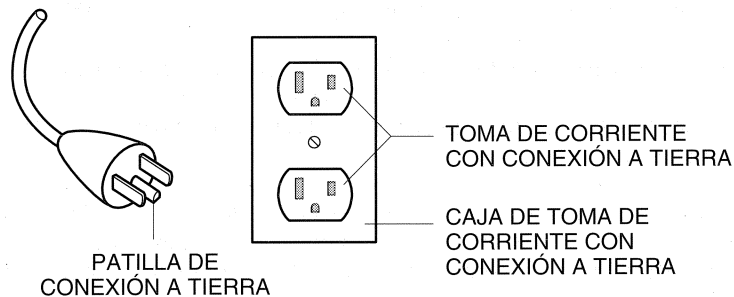 TOMA DE CORRIENTE
CON CONEXIÓN A TIERRA
CAJA DE TOMA DE
CORRIENTE CON
CONEXIÓN A TIERRA
PATILLA DE
CONEXIÓN A TIERRA